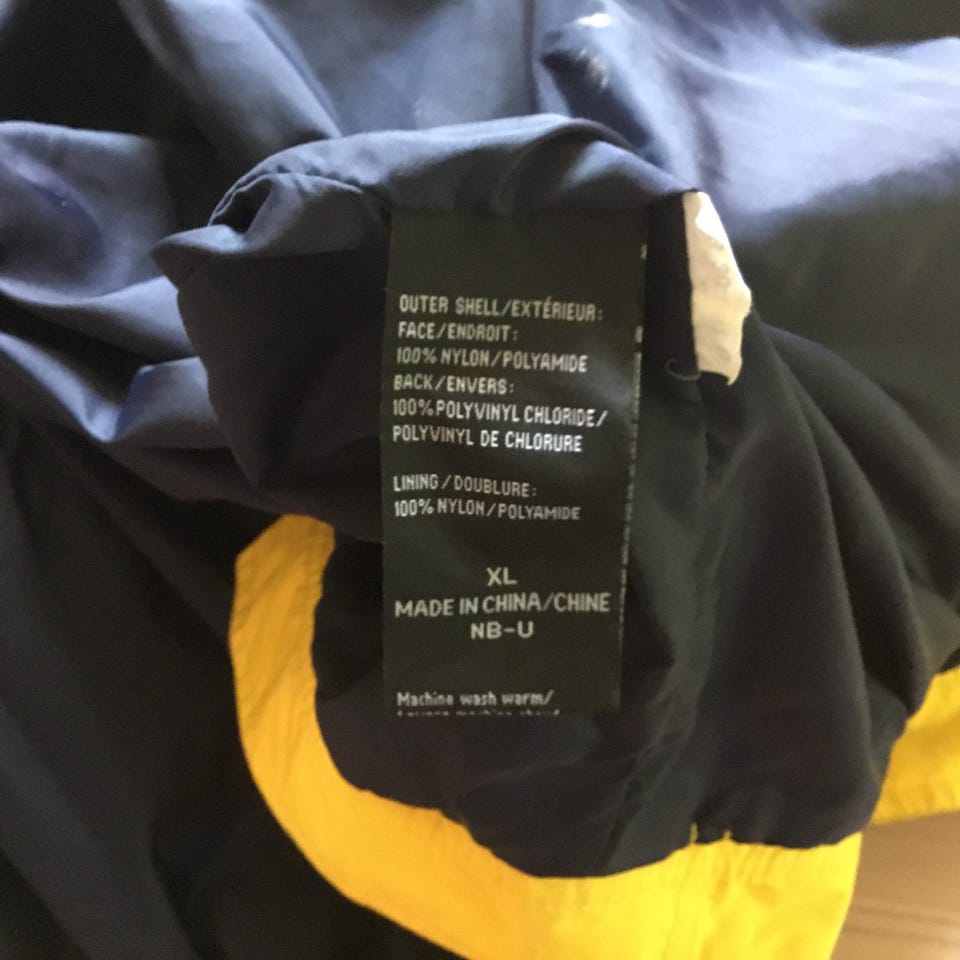 OUTER SHELL/EXTÉRIEUR:
FACE/ENDROIT:
100% NYLON/POLYAMIDE
BACK/ENVERS:
100% POLYVINYL CHLORIDE/
POLYVINYL DE CHLORURE
LINING/DOUBLURE:
100% NYLON/POLYAMIDE
XL
MADE IN CHINA/CHINE
NB-U
Machine wash warm/